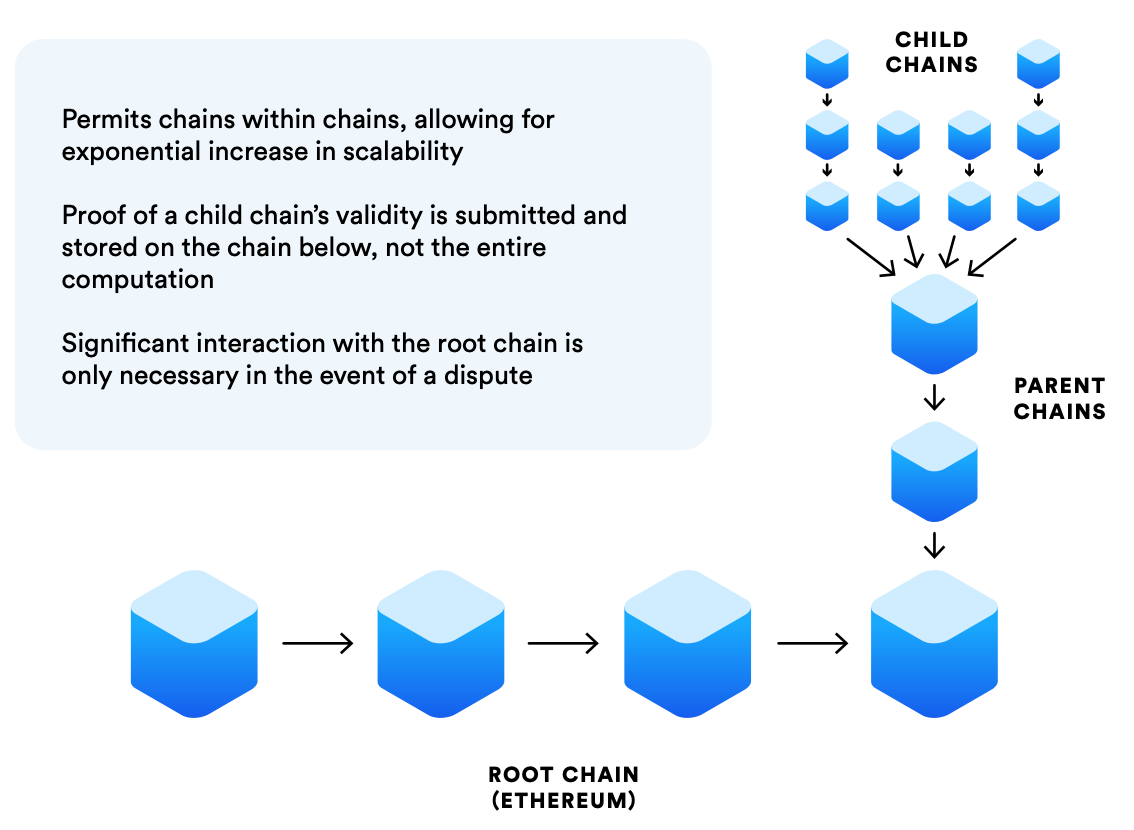 Permits chains within chains, allowing for
exponential increase in scalability
Proof of a child chain’s validity is submitted and
stored on the chain below, not the entire
computation
Significant interaction with the root chain is
only necessary in the event of a dispute
CHILD
CHAINS
PARENT
CHAINS
ROOT CHAIN
(ETHEREUM)